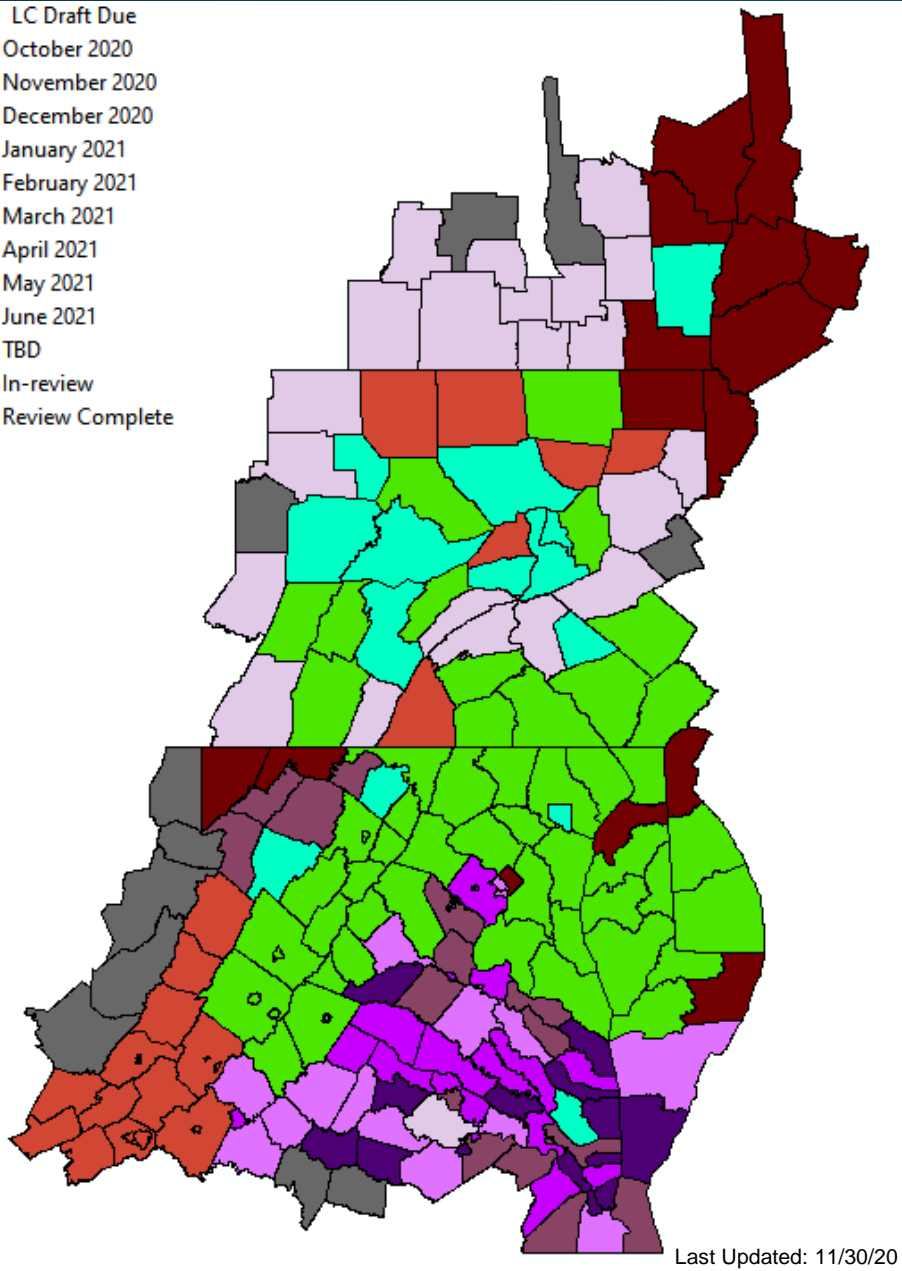 LC Draft Due
October 2020
November 2020
December 2020
January 2021
February 2021
March 2021
April 2021
May 2021
June 2021
TBD
In-review
Review Complete
Last Updated: 11/30/20